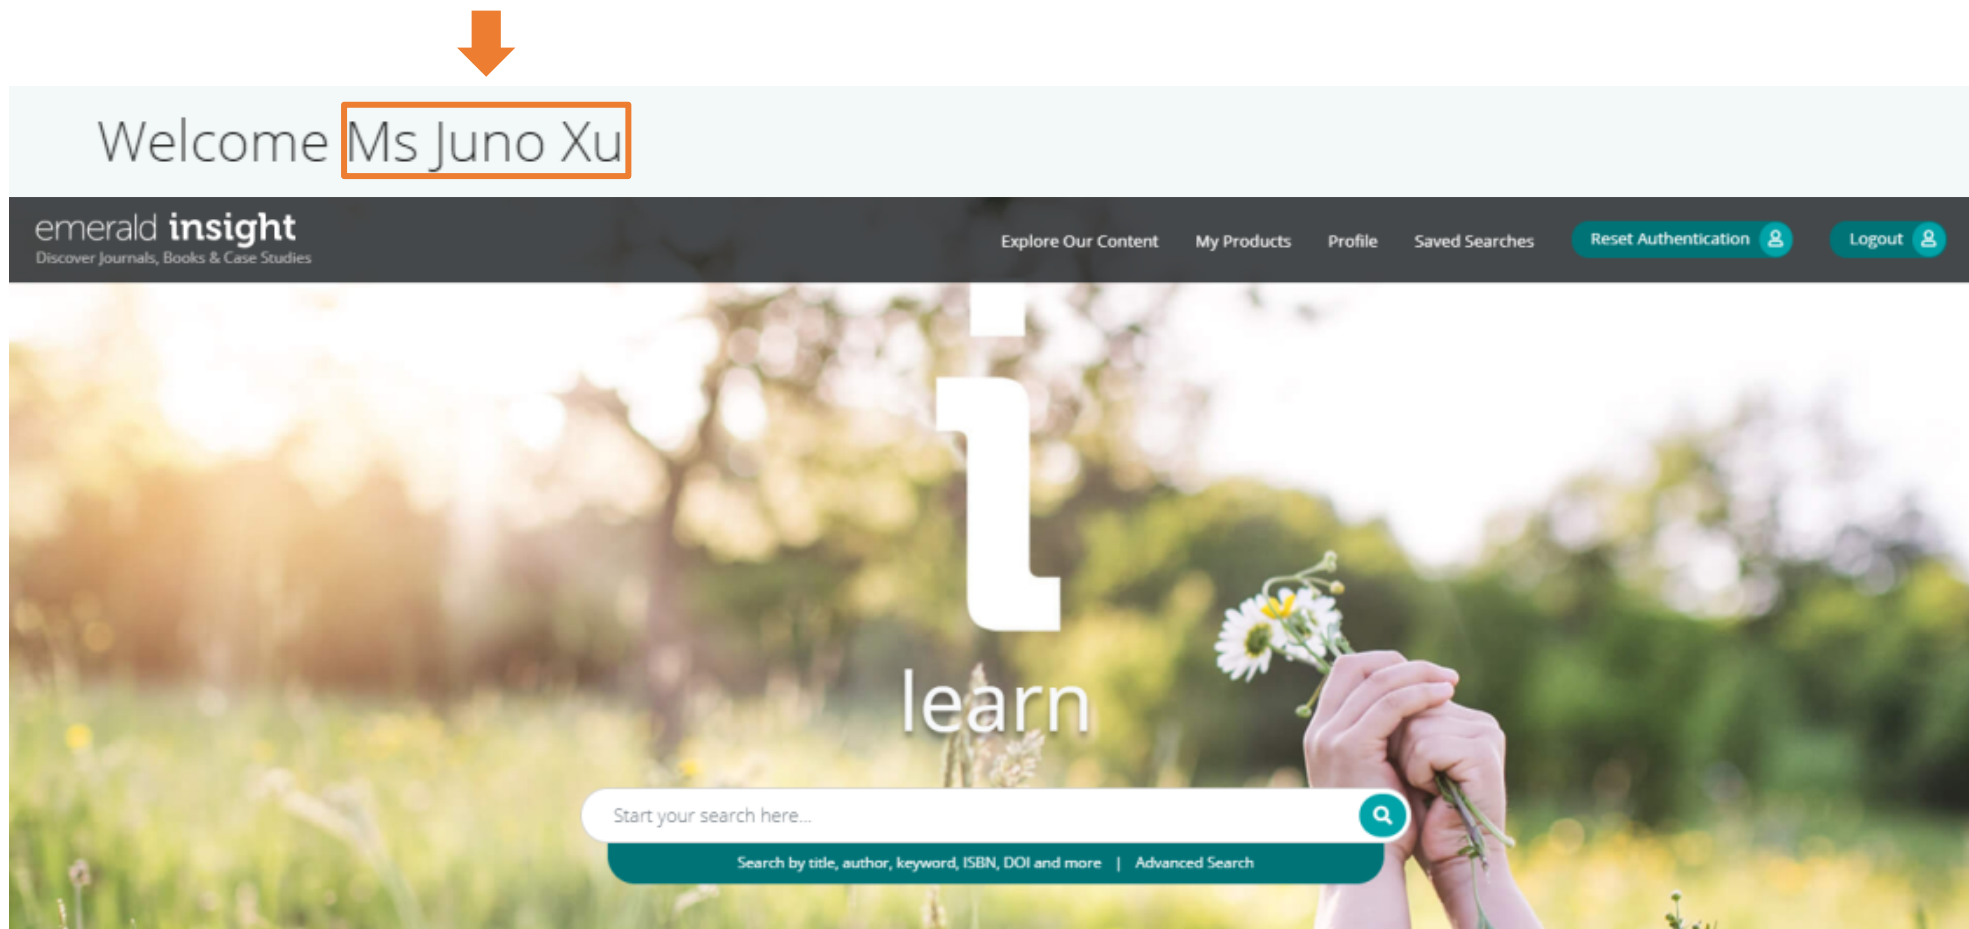 Welcome Ms Juno Xu
emerald insight
Discover Journals, Books & Case Studies
Explore Our Content My Products Profile Saved Searches Reset Authentication Logout
i
learn
Start your search here...
Search by title, author, keyword, ISBN, DOI and more | Advanced Search